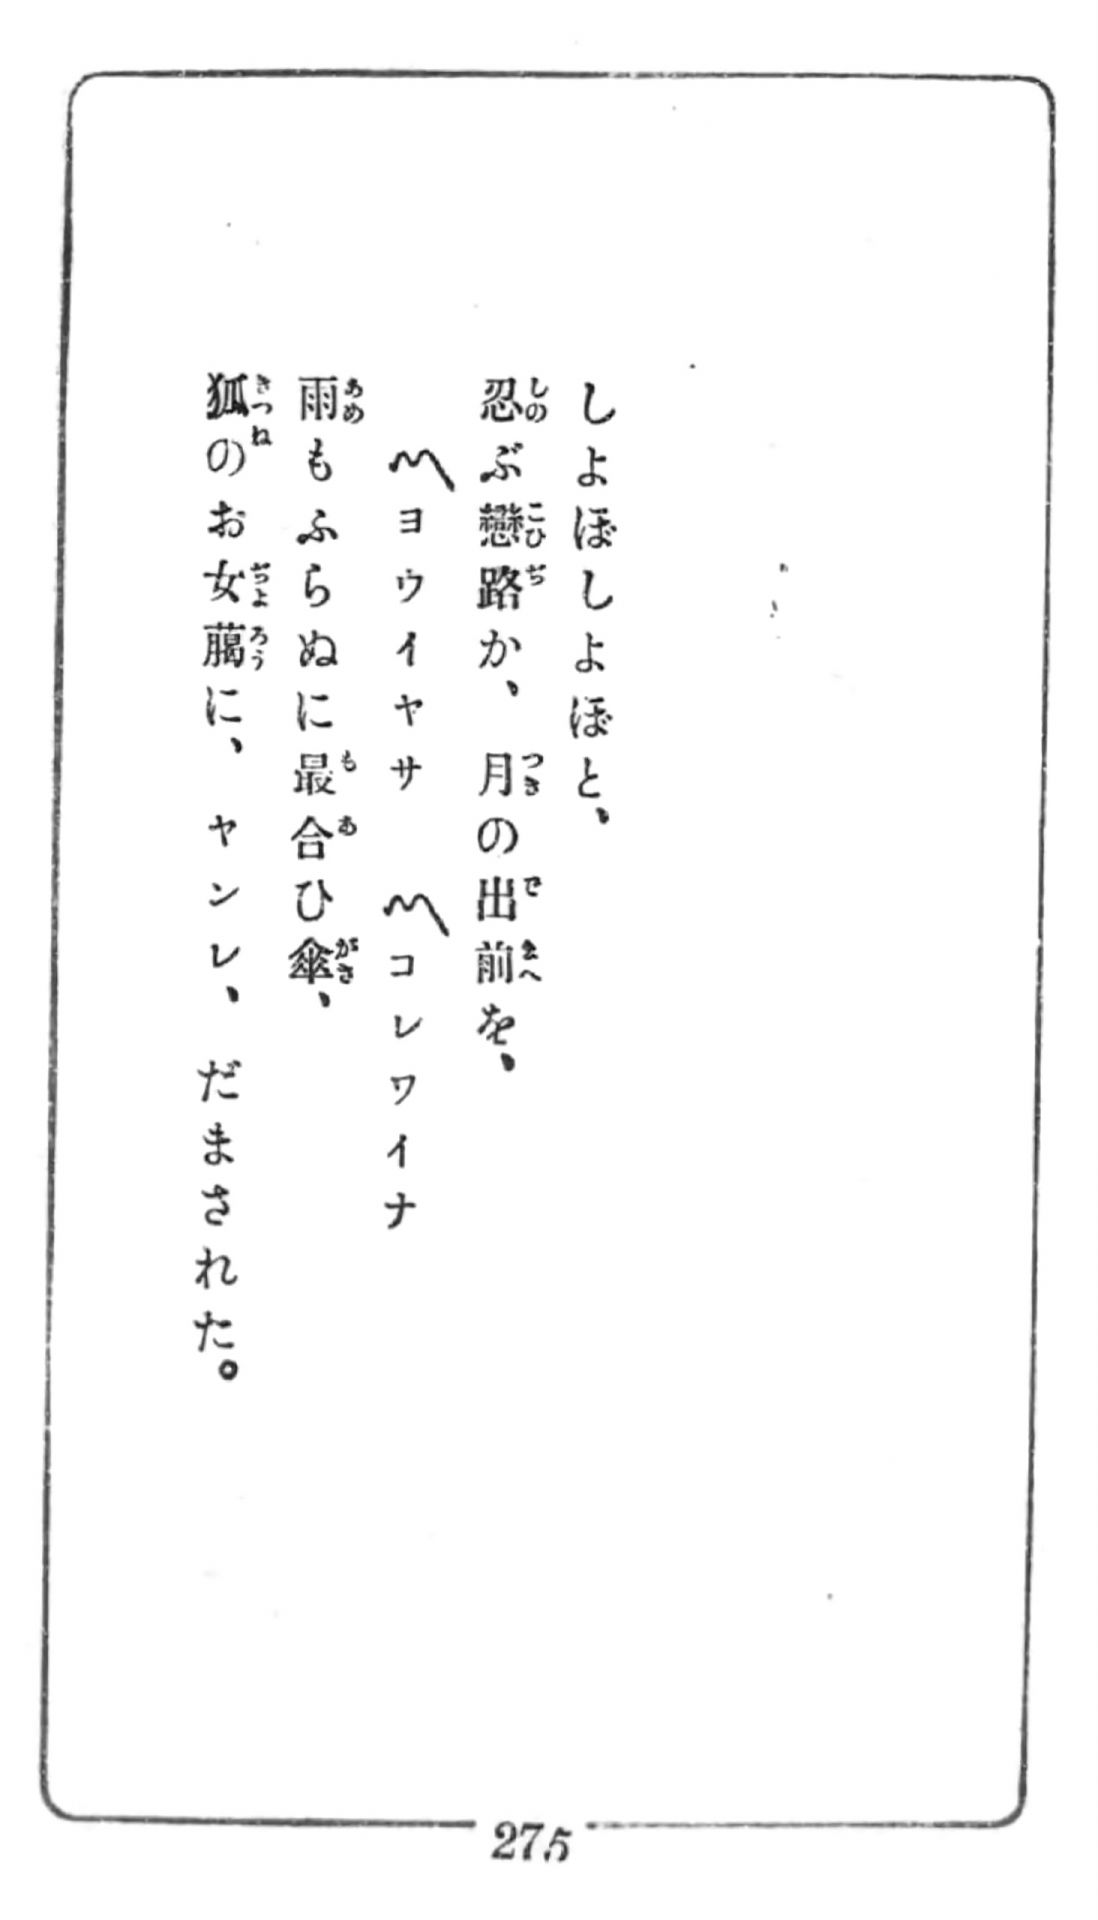 しよぼしよぼと、
忍ぶ戀路か、月の出前を、
〽ヨウイヤサ　〽コレワイナ
雨もふらぬに最合ひ傘、
狐のお女﨟に、ヤンレ、だまされた。
275